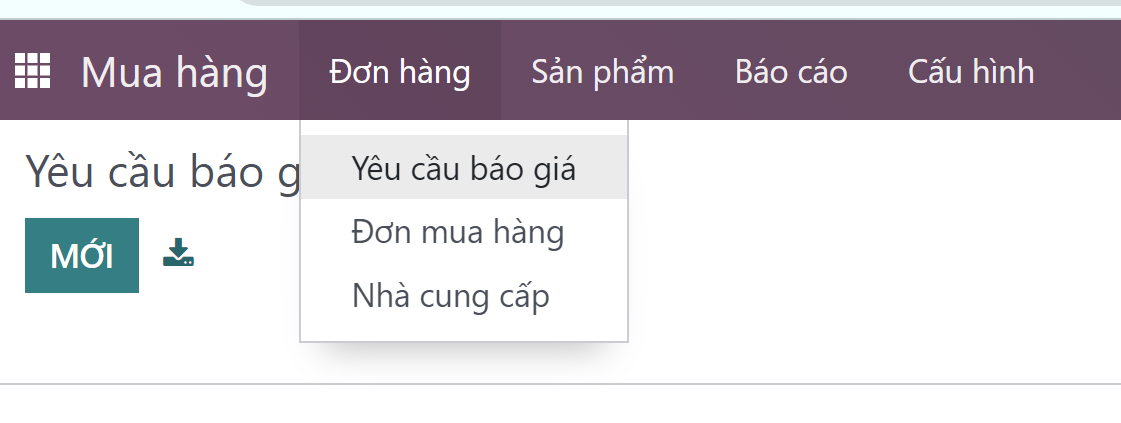 Mua hàng Đơn hàng Sản phẩm Báo cáo Cấu hình
Yêu cầu báo g
Yêu cầu báo giá
Đơn mua hàng
Nhà cung cấp
MỚI